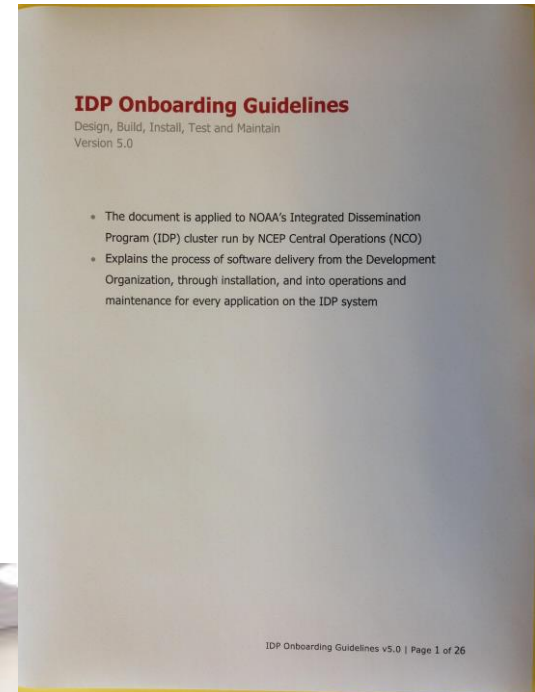 IDP Onboarding Guidelines
Design, Build, Install, Test and Maintain
Version 5.0
• The document is applied to NOAA's Integrated Dissemination
Program (IDP) cluster run by NCEP Central Operations (NCO)
• Explains the process of software delivery from the Development
Organization, through installation, and into operations and
maintenance for every application on the IDP system
IDP Onboarding Guidelines v5.0 | Page 1 of 26